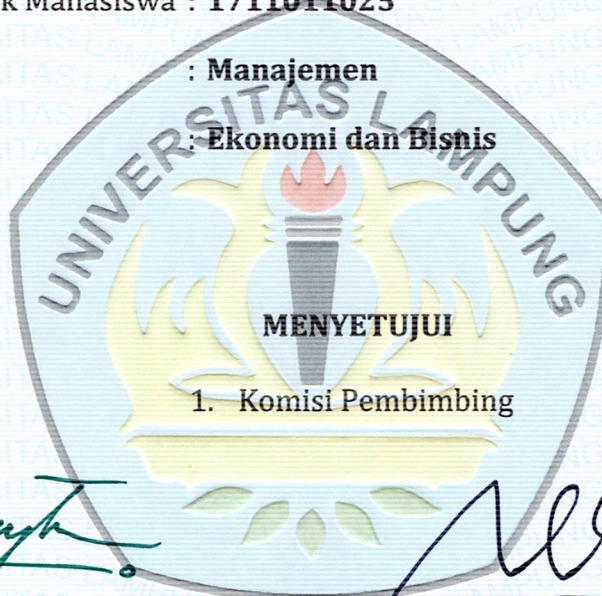 k Mahasiswa : 1711011025
: Manajemen
: Ekonomi dan Bisnis
UNIVERSITAS LAMPUNG
MENYETUJUI
1. Komisi Pembimbing